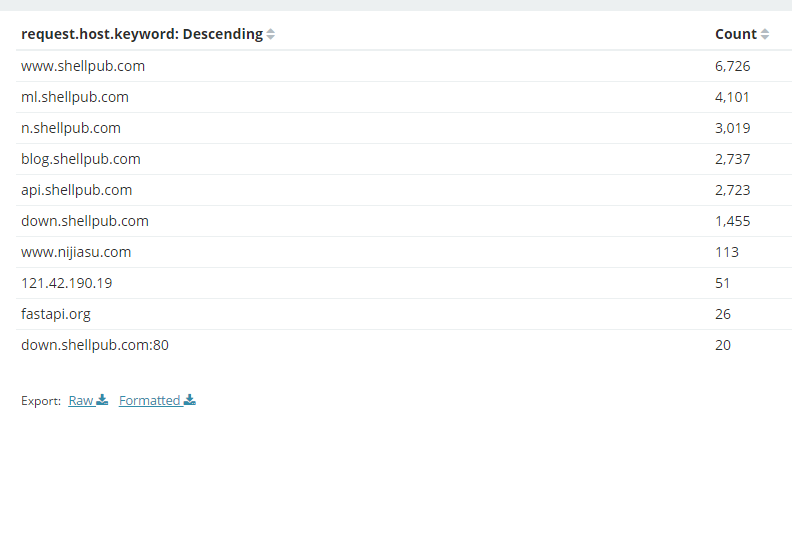 request.host.keyword: Descending Count
www.shellpub.com 6,726
ml.shellpub.com 4,101
n.shellpub.com 3,019
blog.shellpub.com 2,737
api.shellpub.com 2,723
down.shellpub.com 1,455
www.nijiasu.com 113
121.42.190.19 51
fastapi.org 26
down.shellpub.com:80 20
Export: Raw Formatted